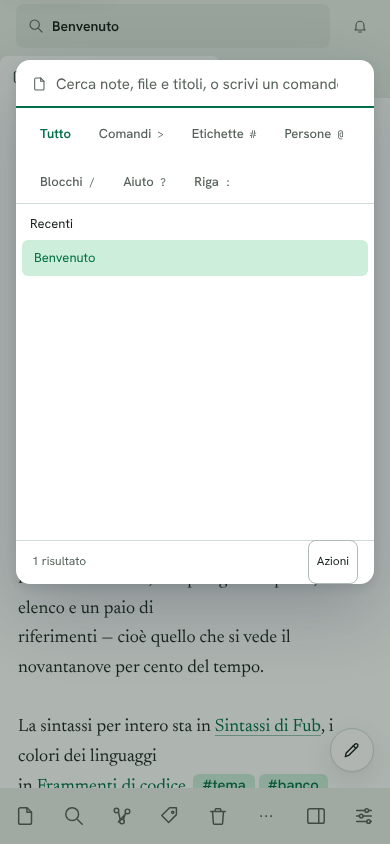 Benvenuto
Cerca note, file e titoli, o scrivi un comando
Tutto Comandi > Etichette # Persone @
Blocchi / Aiuto ? Riga :
Recenti
Benvenuto
1 risultato Azioni
elenco e un paio di
riferimenti — cioè quello che si vede il
novantanove per cento del tempo.
La sintassi per intero sta in Sintassi di Fub, i
colori dei linguaggi
in Frammenti di codice. #tema #banco